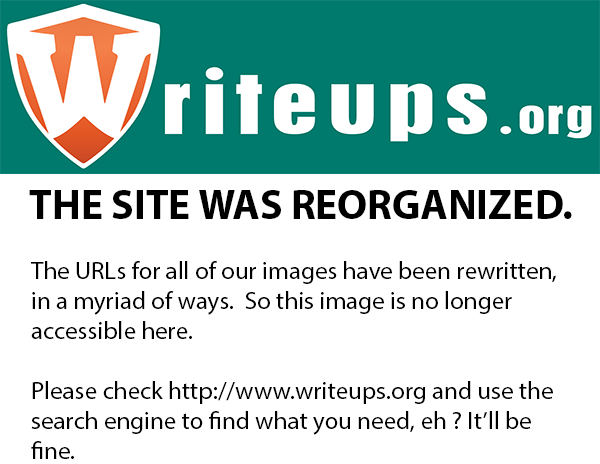 Writeups.org
THE SITE WAS REORGANIZED.
The URLs for all of our images have been rewritten,
in a myriad of ways.  So this image is no longer
accessible here.
Please check http://www.writeups.org and use the
search engine to find what you need, eh ? It’ll be
fine.